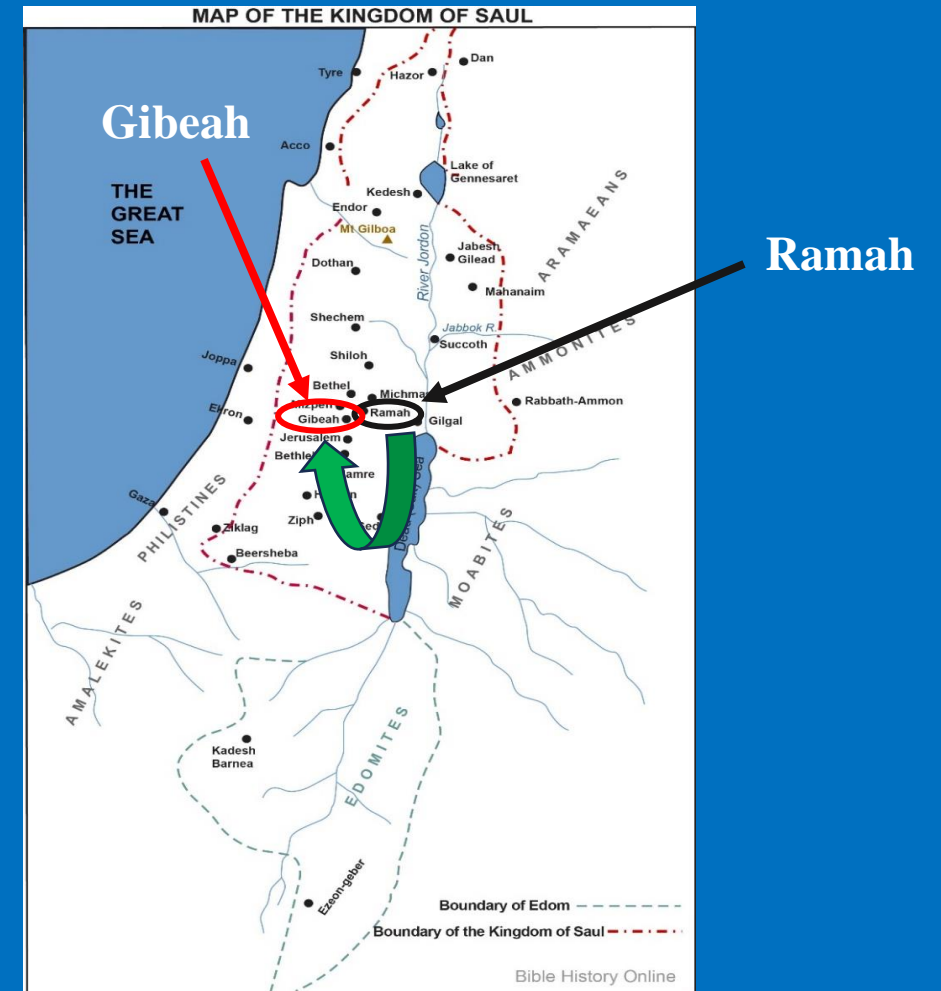 MAP OF THE KINGDOM OF SAUL
Dan
Tyre
Hazor
Gibeah
Acco
Lake of
Gennesaret
THE
GREAT
SEA
Kedesh
Endor
Mt Gilboa
ARAMAEANS
River Jordon
Jabesh
Gilead
Ramah
Dothan
Mahanaim
Shechem
Jabbok R.
Succoth
AMMONITES
Joppa
Shiloh
Bethel
Rabbath-Ammon
Ekron
Ramah
Gibeah
Gilgal
Jerusalem
Gaza
PHILISTINES
Ziph
Ziklag
Beersheba
MOABITES
AMALEKITES
Kadesh
Barnea
EDOMITES
Ezeon-geber
Boundary of Edom
Boundary of the Kingdom of Saul
Bible History Online